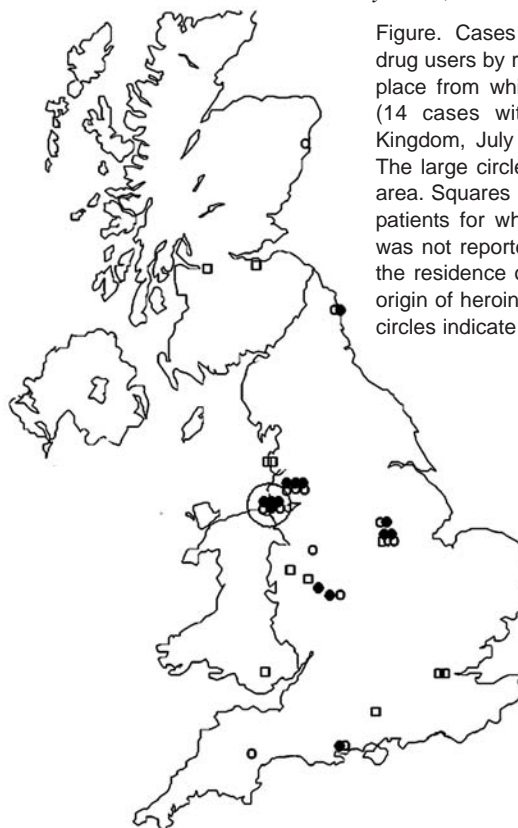 Figure. Cases
drug users by r
place from whi
(14 cases wit
Kingdom, July
The large circle
area. Squares
patients for wh
was not reporte
the residence o
origin of heroin
circles indicate